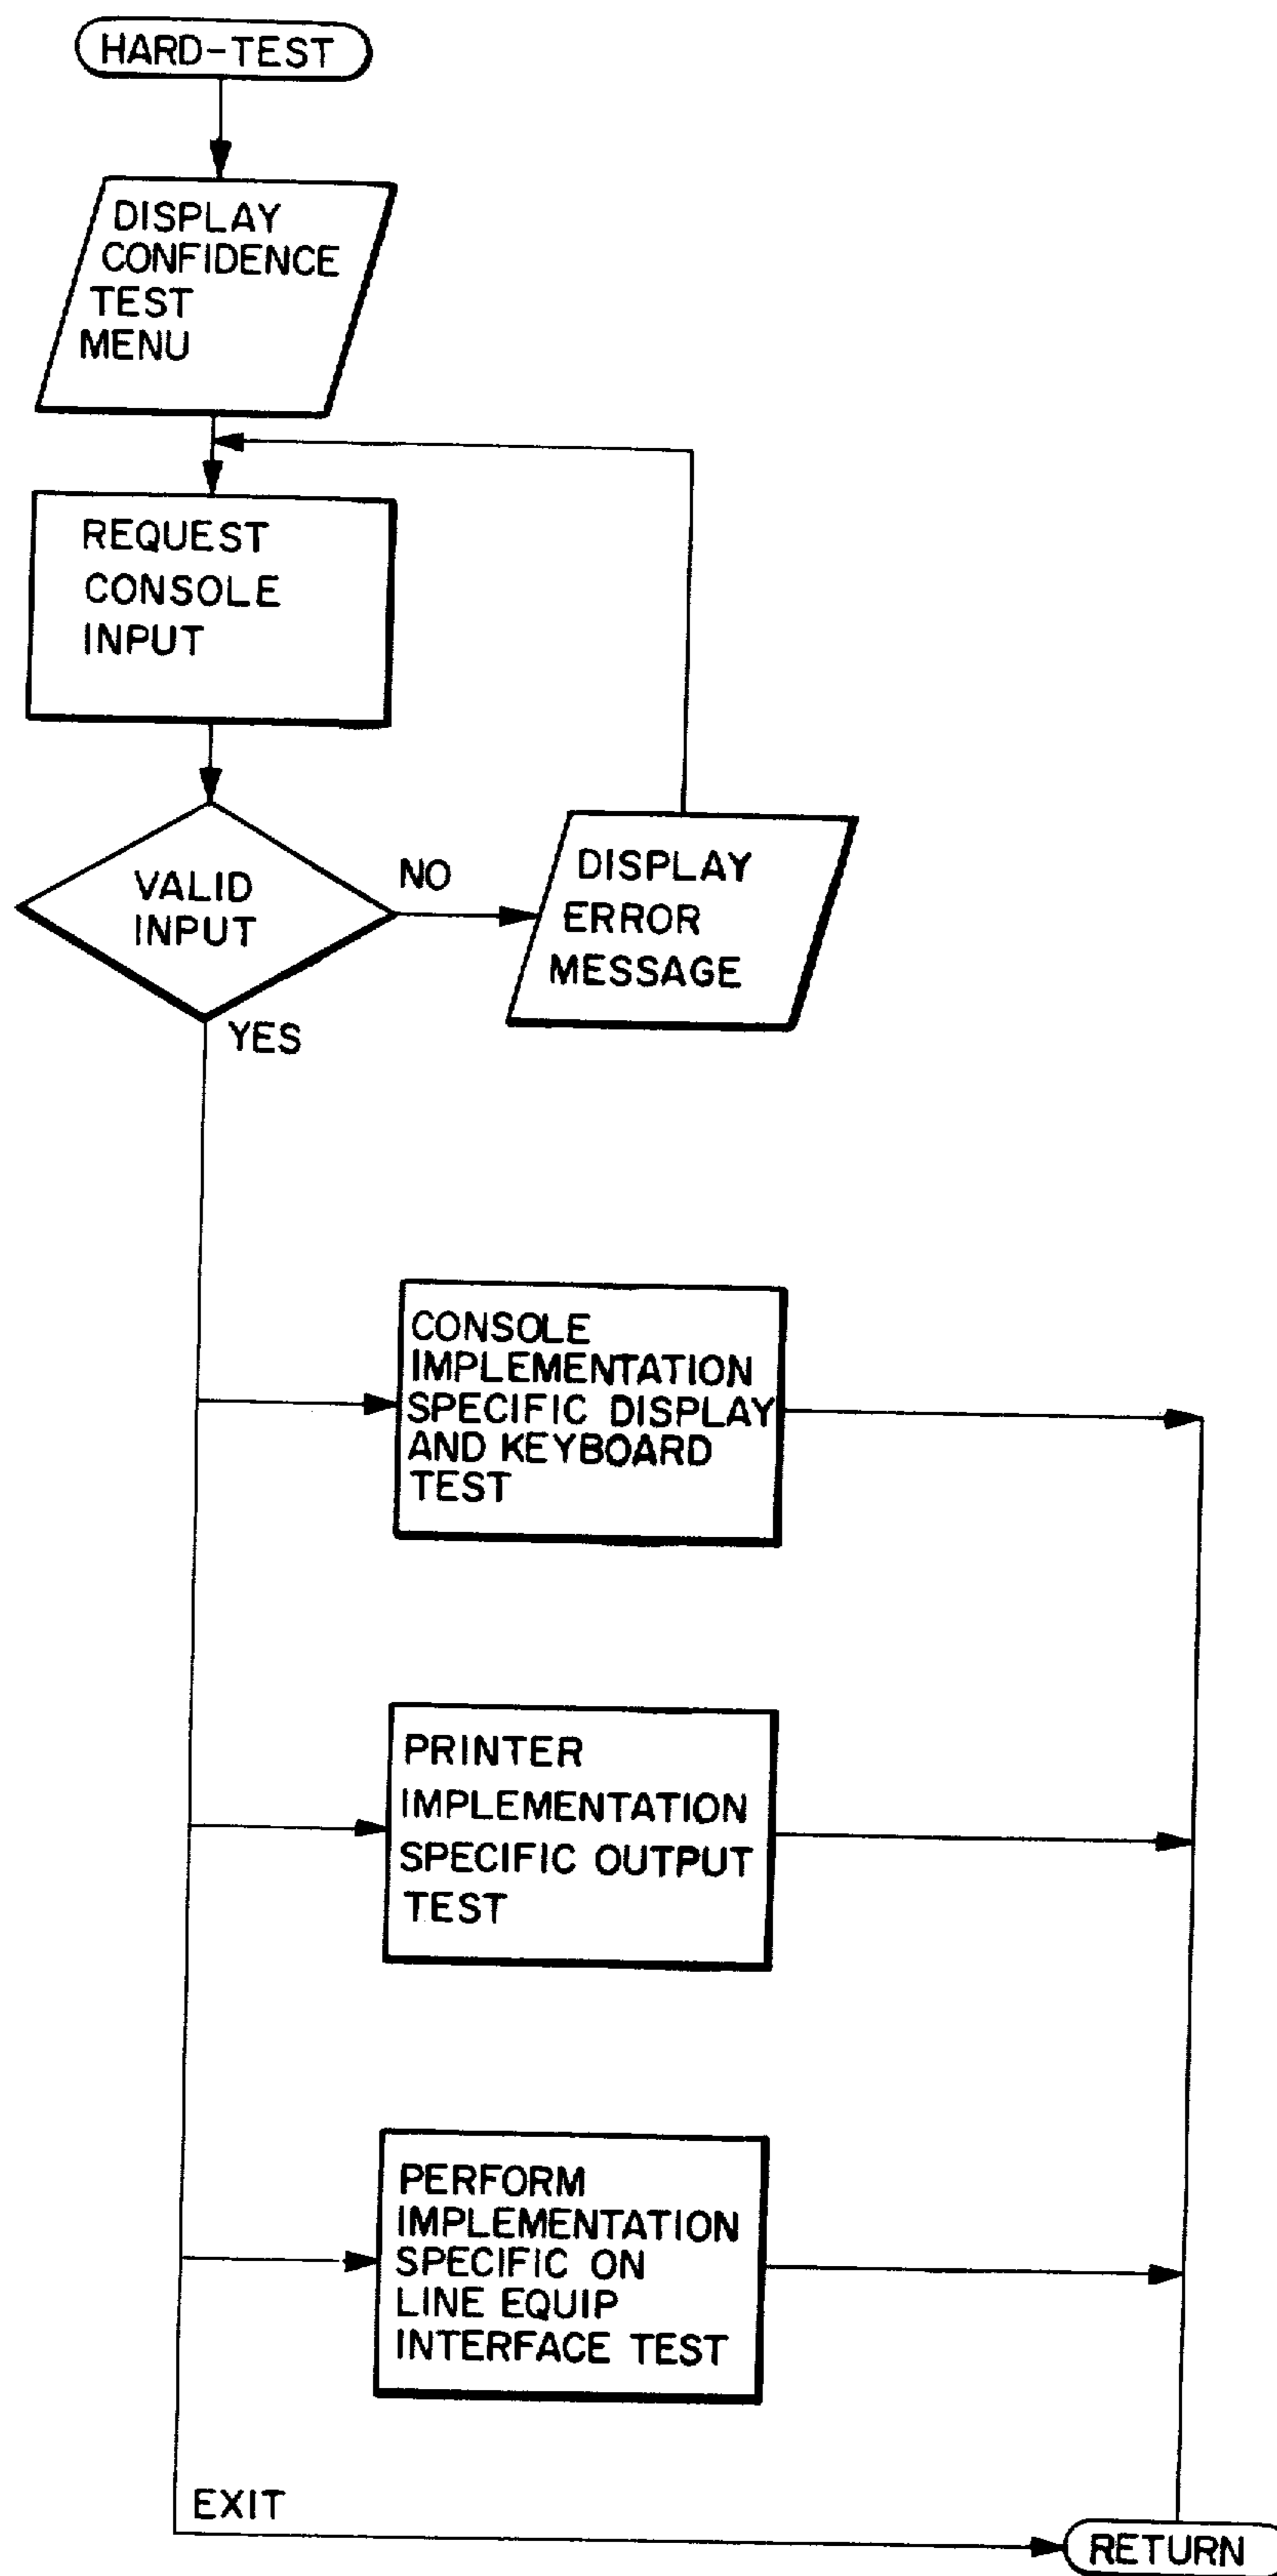 HARD-TEST
DISPLAY
CONFIDENCE
TEST
MENU
REQUEST
CONSOLE
INPUT
VALID
INPUT
NO
DISPLAY
ERROR
MESSAGE
YES
CONSOLE
IMPLEMENTATION
SPECIFIC DISPLAY
AND KEYBOARD
TEST
PRINTER
IMPLEMENTATION
SPECIFIC OUTPUT
TEST
PERFORM
IMPLEMENTATION
SPECIFIC ON
LINE EQUIP
INTERFACE TEST
EXIT
RETURN